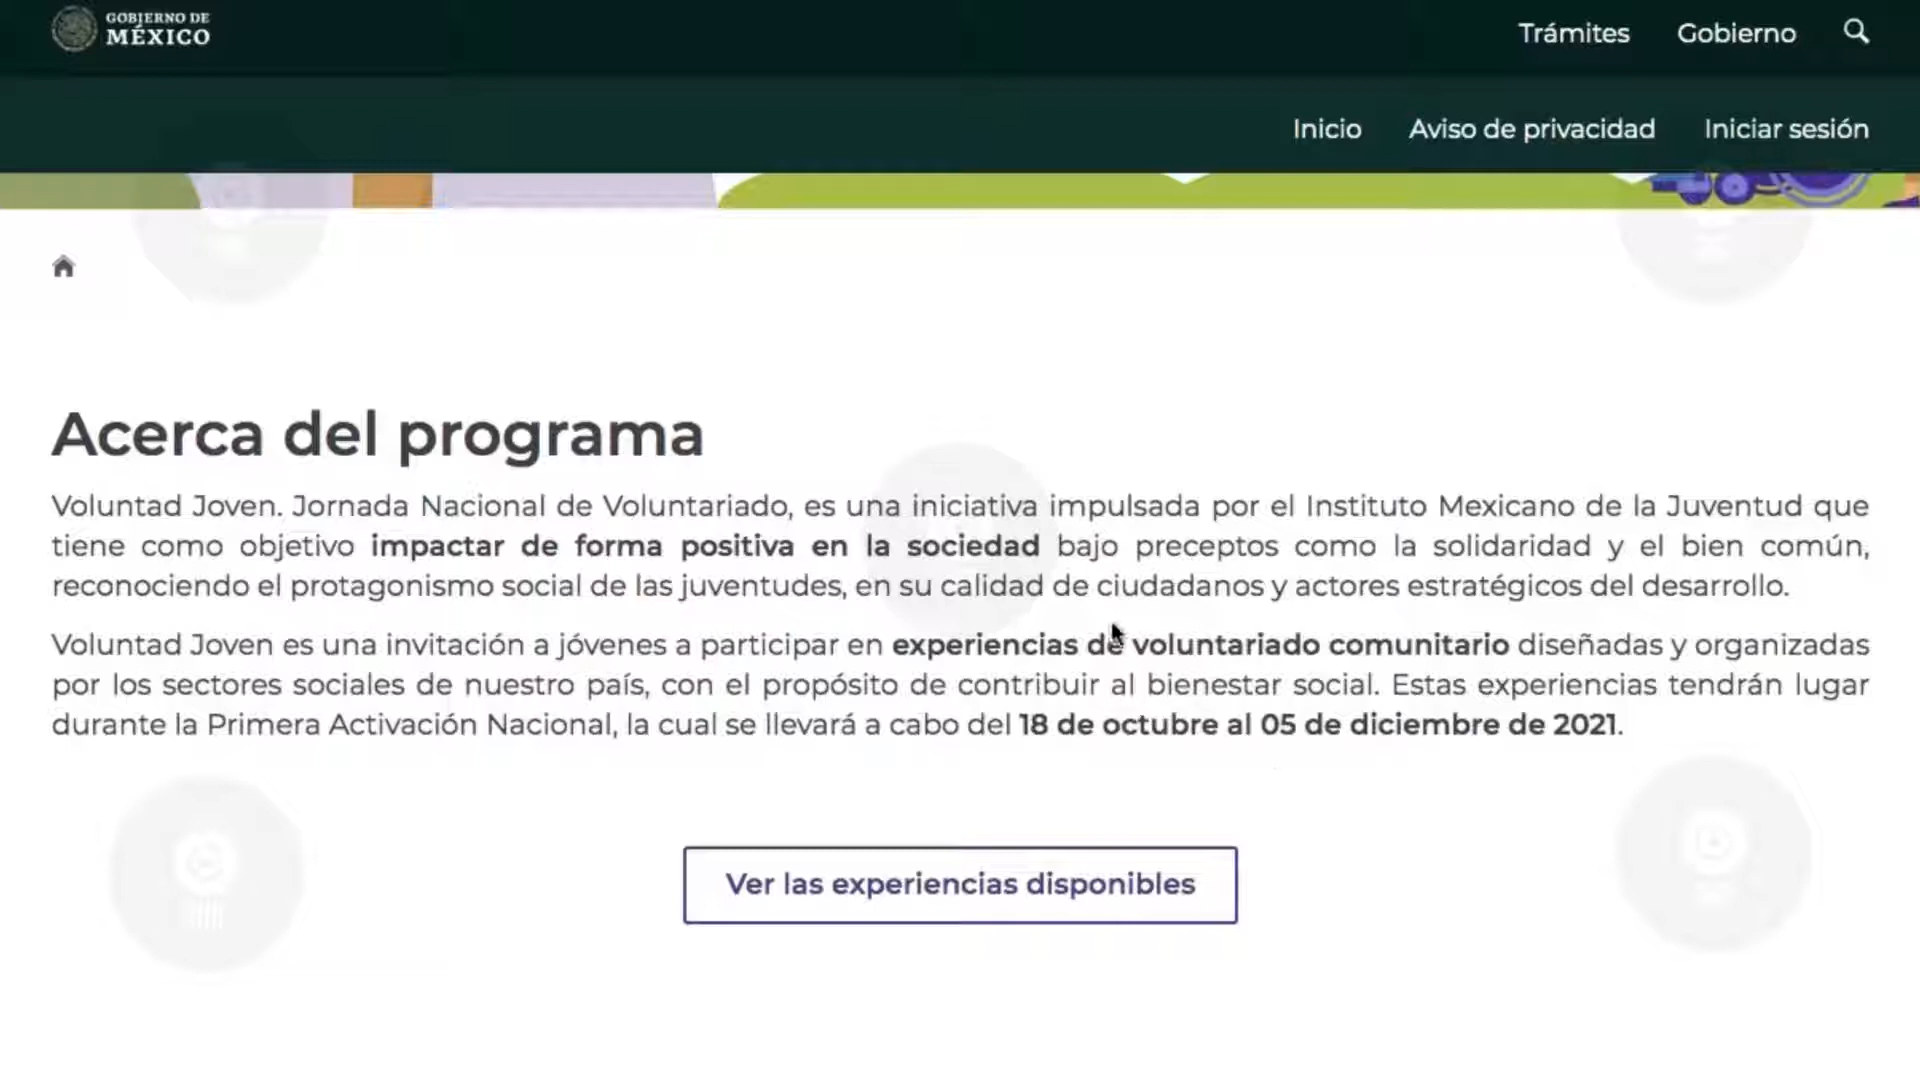 GOBIERNO DE
MÉXICO
Trámites Gobierno
Inicio Aviso de privacidad Iniciar sesión
Acerca del programa
Voluntad Joven. Jornada Nacional de Voluntariado, es una iniciativa impulsada por el Instituto Mexicano de la Juventud que
tiene como objetivo impactar de forma positiva en la sociedad bajo preceptos como la solidaridad y el bien común,
reconociendo el protagonismo social de las juventudes, en su calidad de ciudadanos y actores estratégicos del desarrollo.
Voluntad Joven es una invitación a jóvenes a participar en experiencias de voluntariado comunitario diseñadas y organizadas
por los sectores sociales de nuestro país, con el propósito de contribuir al bienestar social. Estas experiencias tendrán lugar
durante la Primera Activación Nacional, la cual se llevará a cabo del 18 de octubre al 05 de diciembre de 2021.
Ver las experiencias disponibles